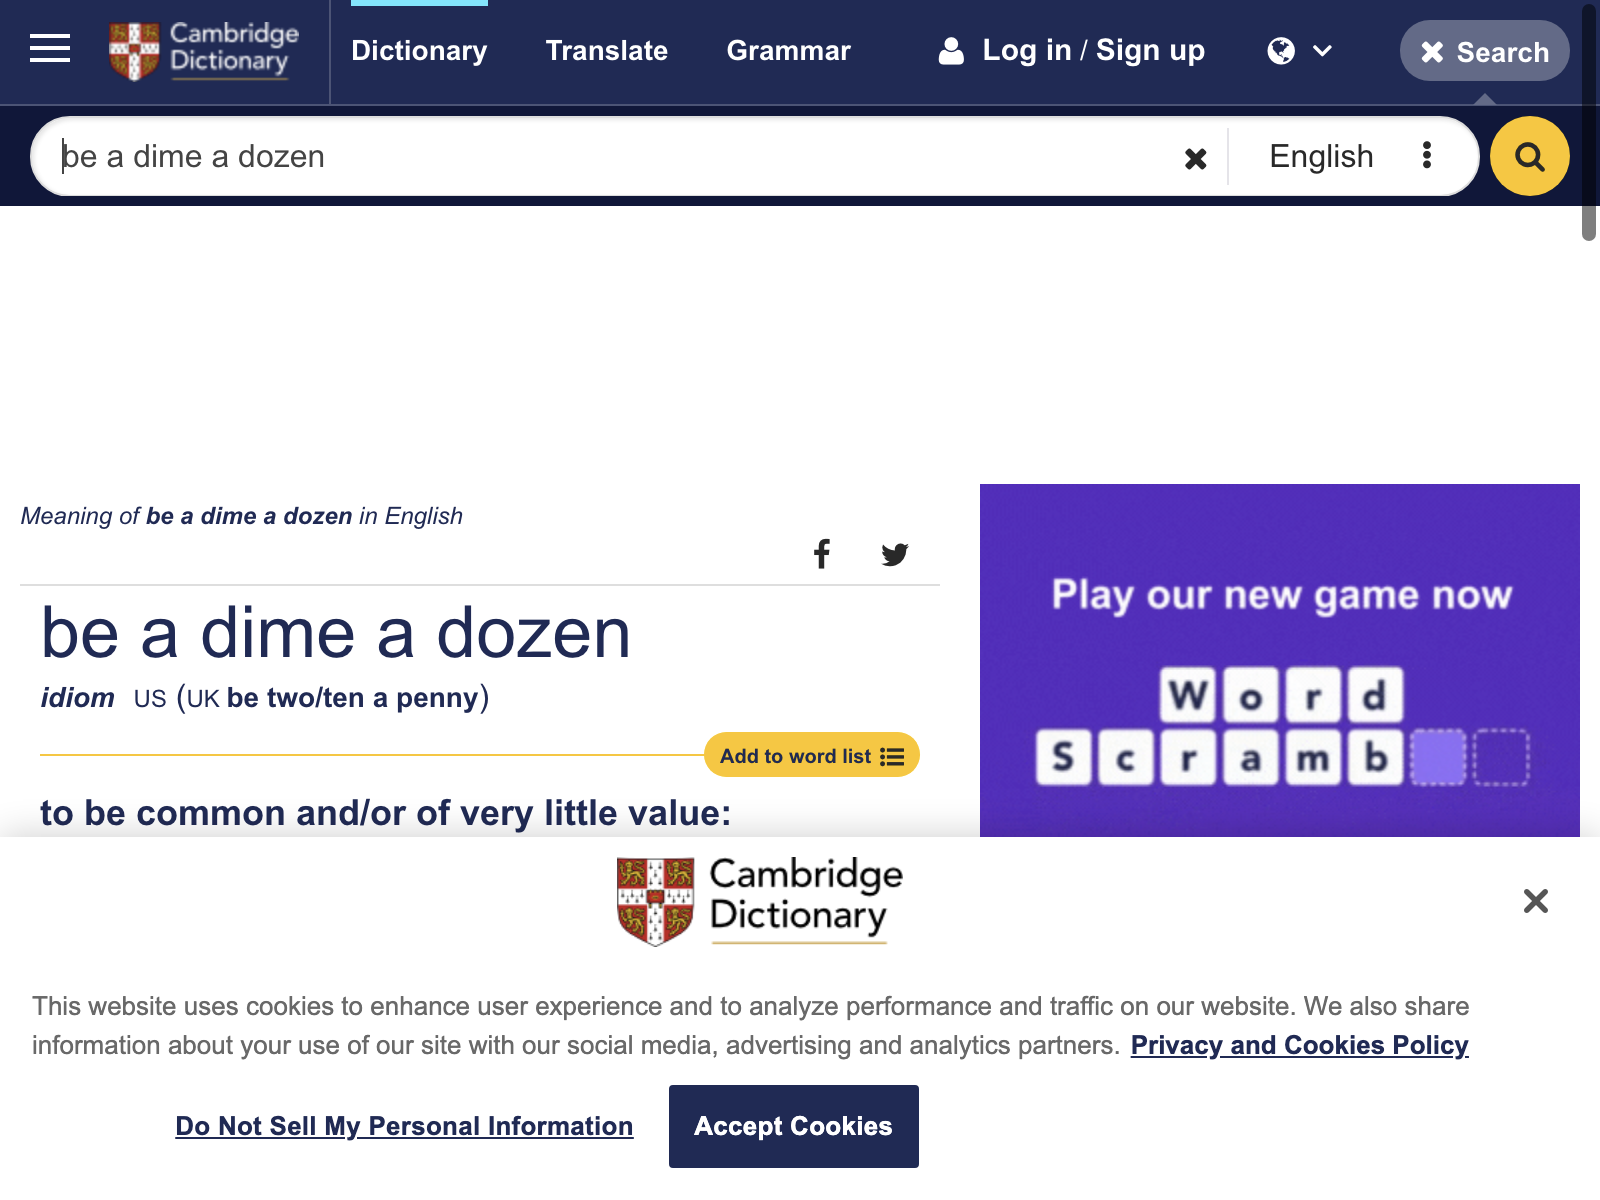 Cambridge
Dictionary
Dictionary
Translate
Grammar
Log in / Sign up
Search
be a dime a dozen
English
Meaning of be a dime a dozen in English
be a dime a dozen
idiom US (UK be two/ten a penny)
Add to word list
to be common and/or of very little value:
Play our new game now
Word
Scramb
Cambridge
Dictionary
This website uses cookies to enhance user experience and to analyze performance and traffic on our website. We also share
information about your use of our site with our social media, advertising and analytics partners. Privacy and Cookies Policy
Do Not Sell My Personal Information
Accept Cookies